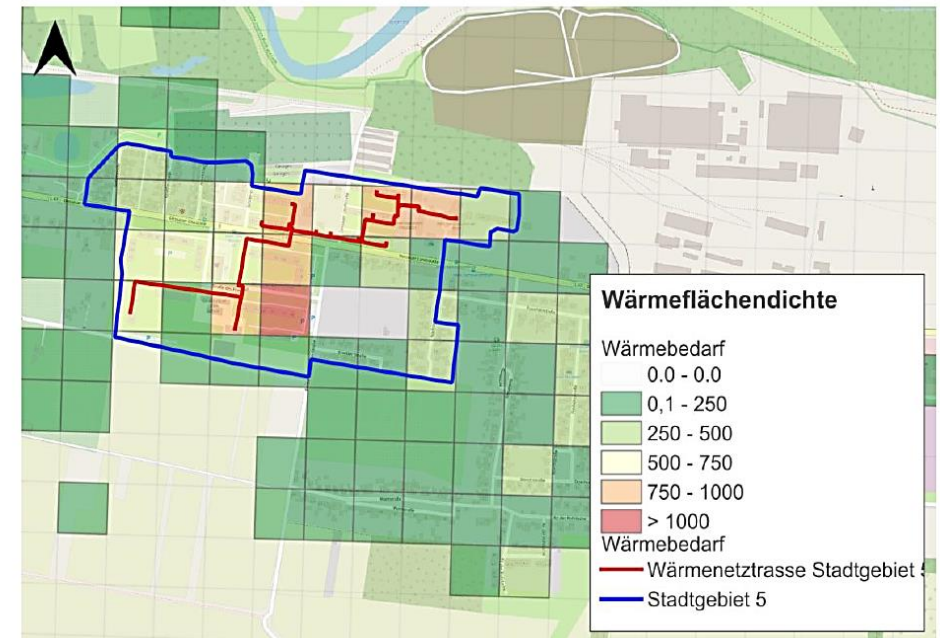 Wärmeflächendichte
Wärmebedarf
0.0 - 0.0
0,1 - 250
250 - 500
500 - 750
750 - 1000
> 1000
Wärmebedarf
Wärmenetztrasse Stadtgebiet
Stadtgebiet 5